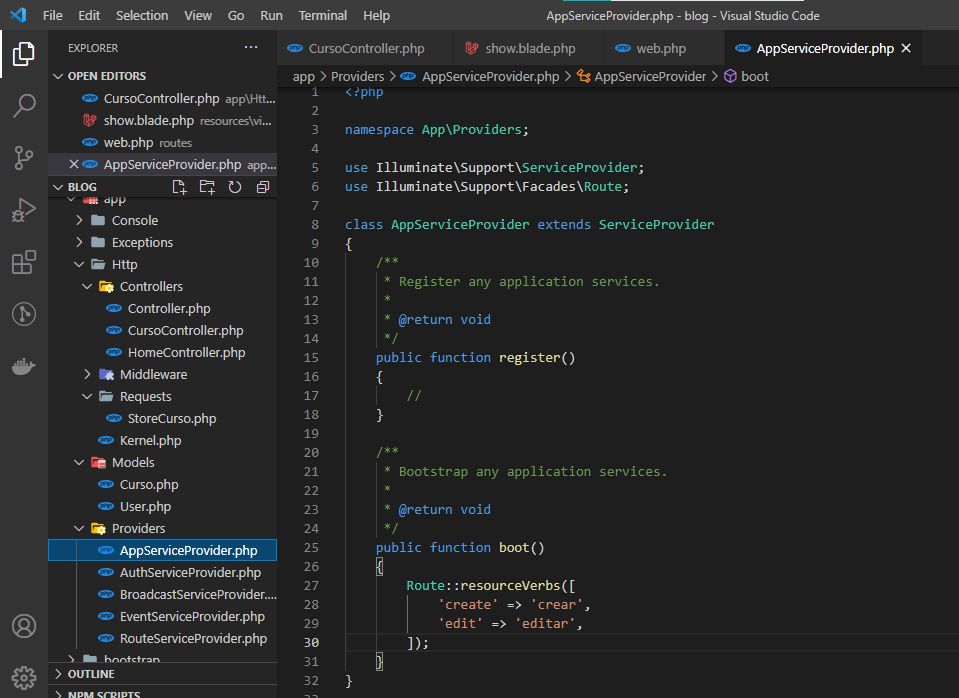 File Edit Selection View Go Run Terminal Help AppServiceProvider.php - blog - Visual Studio Code
EXPLORER ...
OPEN EDITORS
CursoController.php app\Htt...
show.blade.php resources\vi...
web.php routes
AppServiceProvider.php app...
BLOG
app
Console
Exceptions
Http
Controllers
Controller.php
CursoController.php
HomeController.php
Middleware
Requests
StoreCurso.php
Kernel.php
Models
Curso.php
User.php
Providers
AppServiceProvider.php
AuthServiceProvider.php
BroadcastServiceProvider....
EventServiceProvider.php
RouteServiceProvider.php
bootstrap
OUTLINE
NPM SCRIPTS
CursoController.php show.blade.php web.php AppServiceProvider.php
app > Providers > AppServiceProvider.php > AppServiceProvider > boot
1 <?php
2
3 namespace App\Providers;
4
5 use Illuminate\Support\ServiceProvider;
6 use Illuminate\Support\Facades\Route;
7
8 class AppServiceProvider extends ServiceProvider
9 {
10 /**
11 * Register any application services.
12 *
13 * @return void
14 */
15 public function register()
16 {
17 //
18 }
19
20 /**
21 * Bootstrap any application services.
22 *
23 * @return void
24 */
25 public function boot()
26 {
27 Route::resourceVerbs([
28 'create' => 'crear',
29 'edit' => 'editar',
30 ]);
31 }
32 }
33